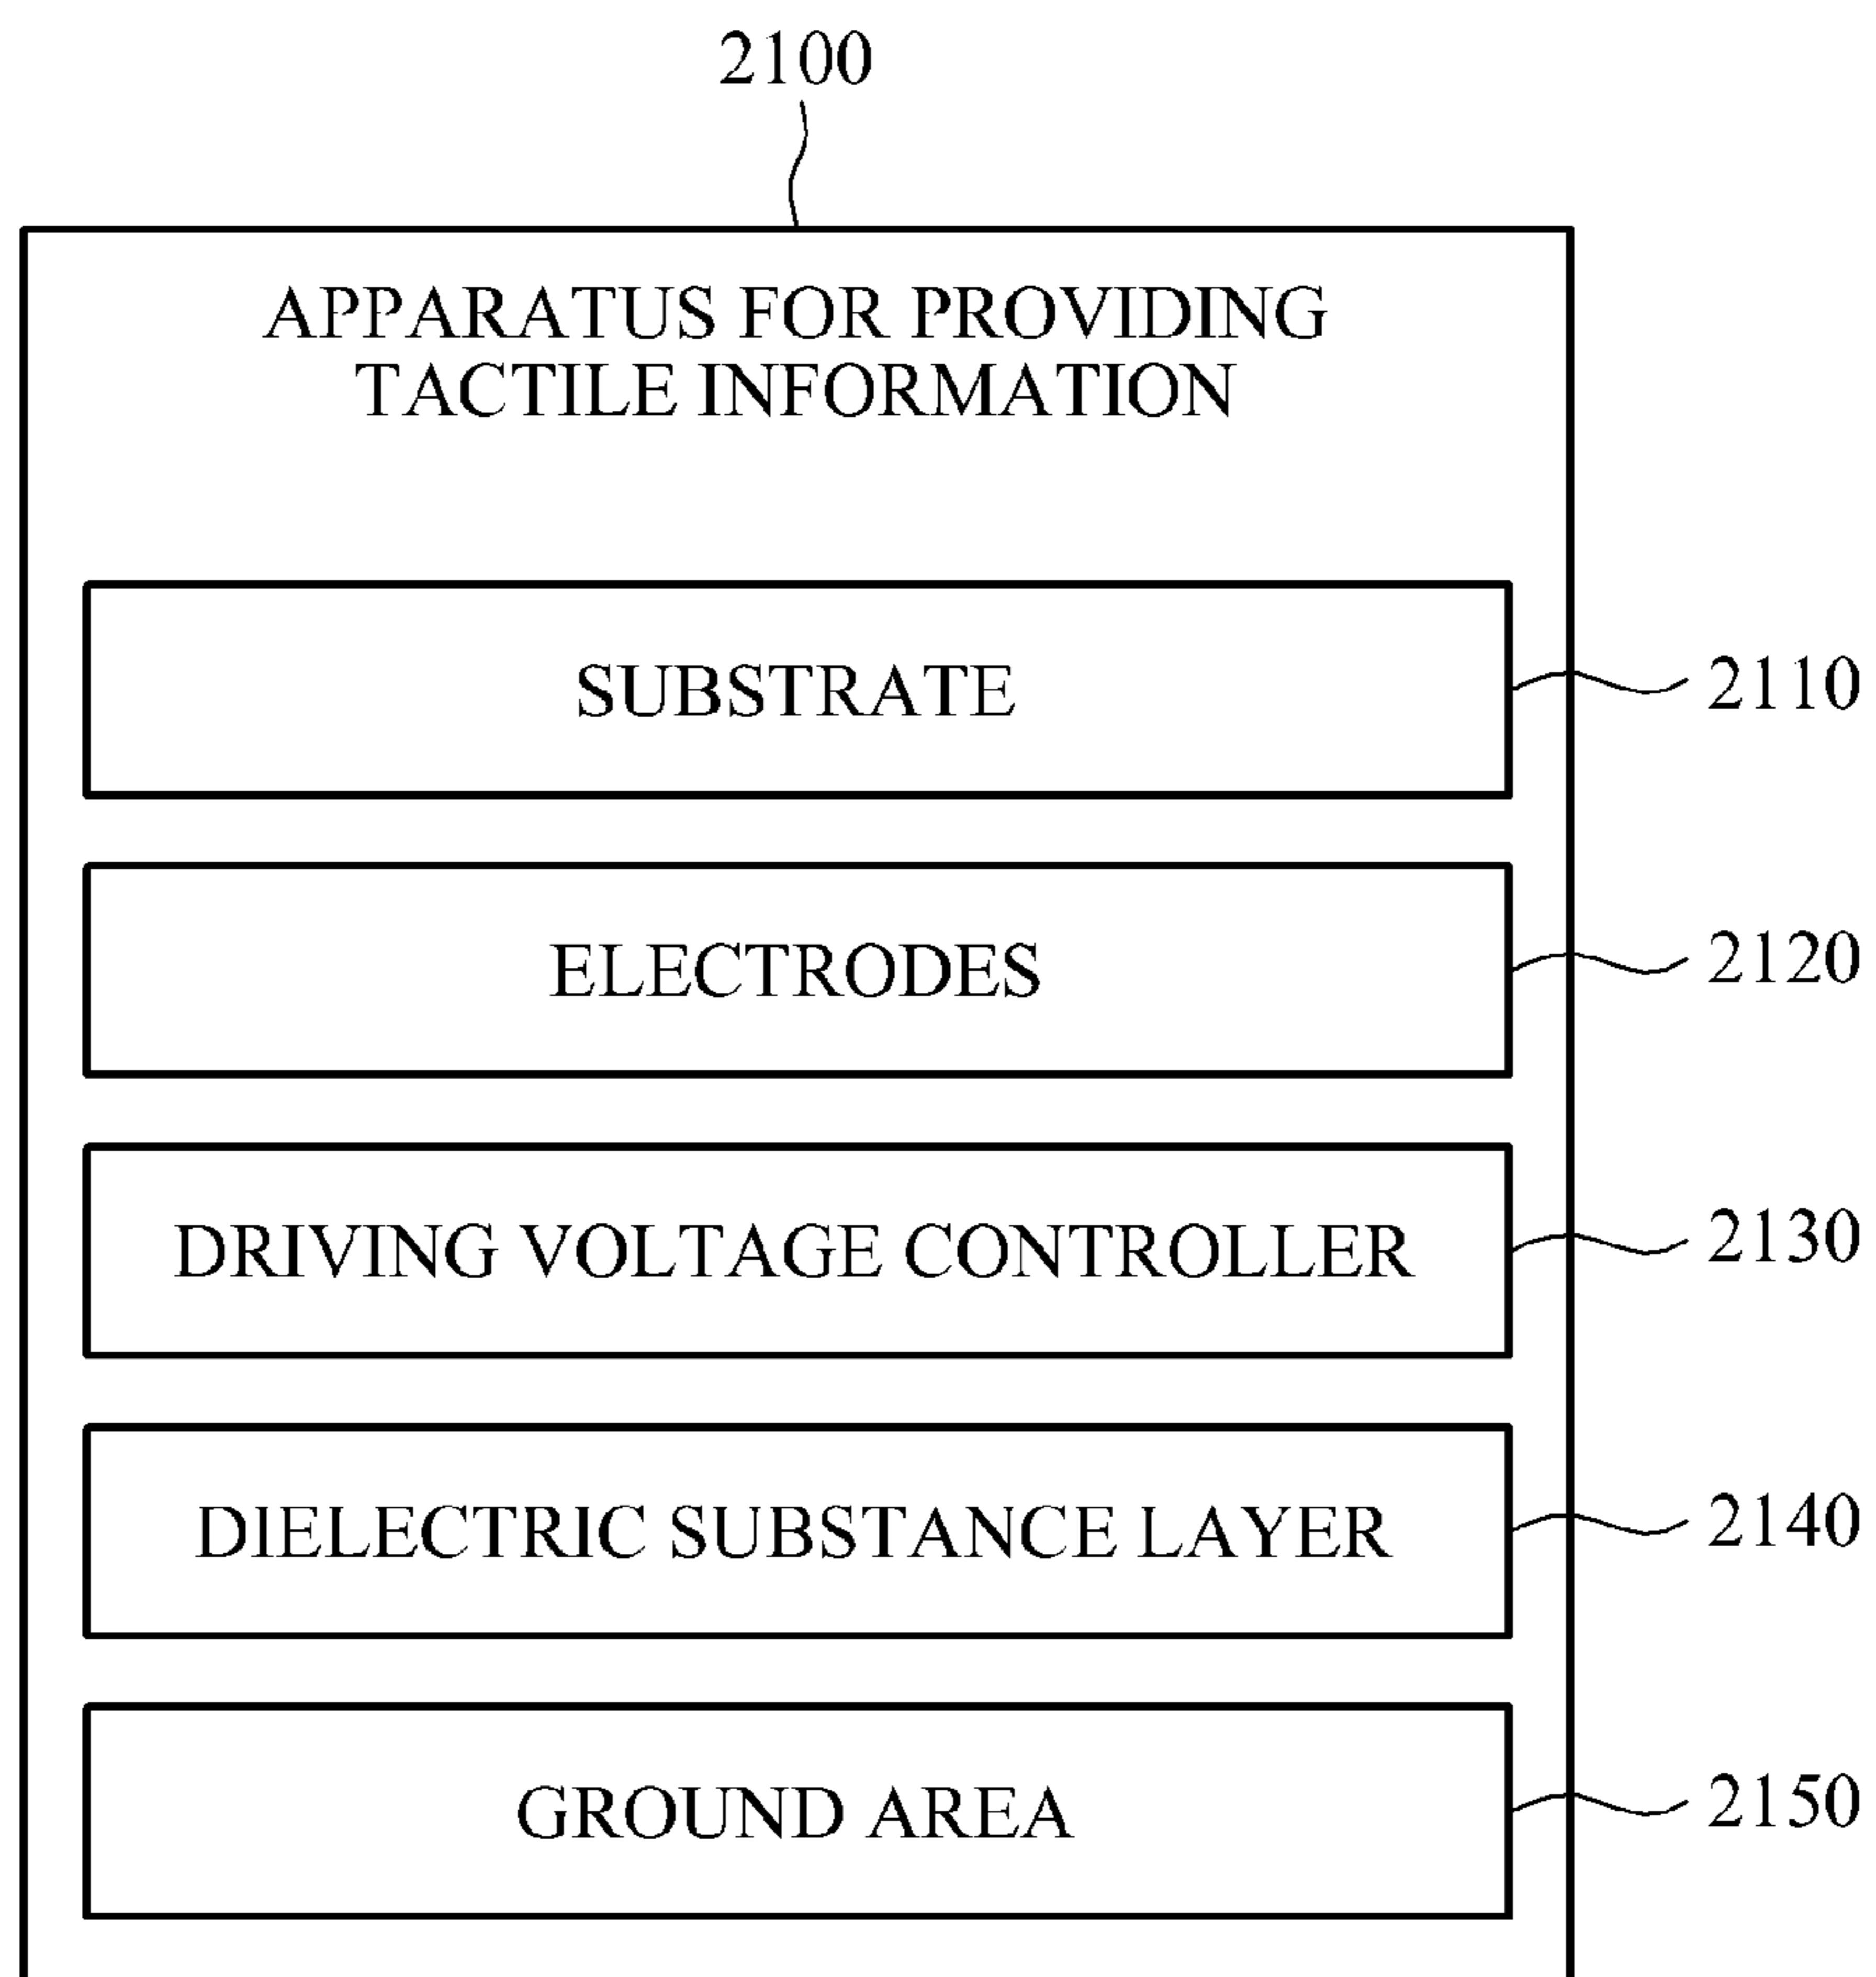 2100
APPARATUS FOR PROVIDING
TACTILE INFORMATION
SUBSTRATE
2110
ELECTRODES
2120
DRIVING VOLTAGE CONTROLLER
2130
DIELECTRIC SUBSTANCE LAYER
2140
GROUND AREA
2150